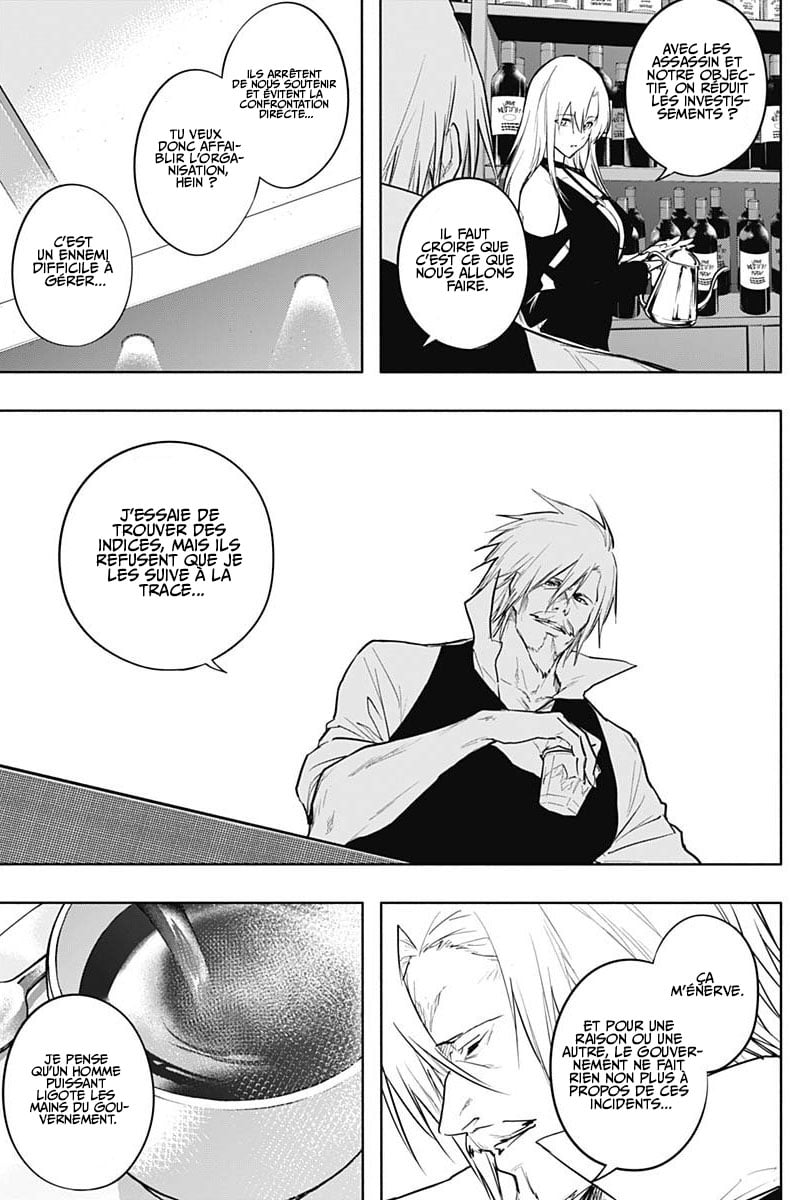 AVEC LES
ASSASSIN ET
NOTRE OBJEC-
TIF, ON RÉDUIT
LES INVESTIS-
SEMENTS ?
IL FAUT
CROIRE QUE
C'EST CE QUE
NOUS ALLONS
FAIRE.
ILS ARRÊTENT
DE NOUS SOUTENIR
ET ÉVITENT LA
CONFRONTATION
DIRECTE...
TU VEUX
DONC AFFAI-
BLIR L'ORGA-
NISATION,
HEIN ?
C'EST
UN ENNEMI
DIFFICILE À
GÉRER...
J'ESSAIE DE
TROUVER DES
INDICES, MAIS ILS
REFUSENT QUE JE
LES SUIVE À LA
TRACE...
ÇA
M'ÉNERVE.
ET POUR UNE
RAISON OU UNE
AUTRE, LE GOUVER-
NEMENT NE FAIT
RIEN NON PLUS À
PROPOS DE CES
INCIDENTS...
JE PENSE
QU'UN HOMME
PUISSANT
LIGOTE LES
MAINS DU GOU-
VERNEMENT.